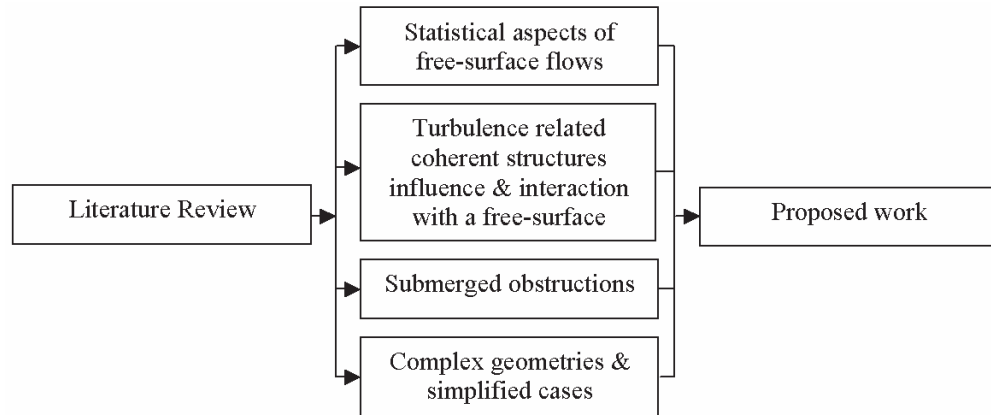 Statistical aspects of
free-surface flows
Turbulence related
coherent structures
influence & interaction
with a free-surface
Literature Review
Proposed work
Submerged obstructions
Complex geometries &
simplified cases